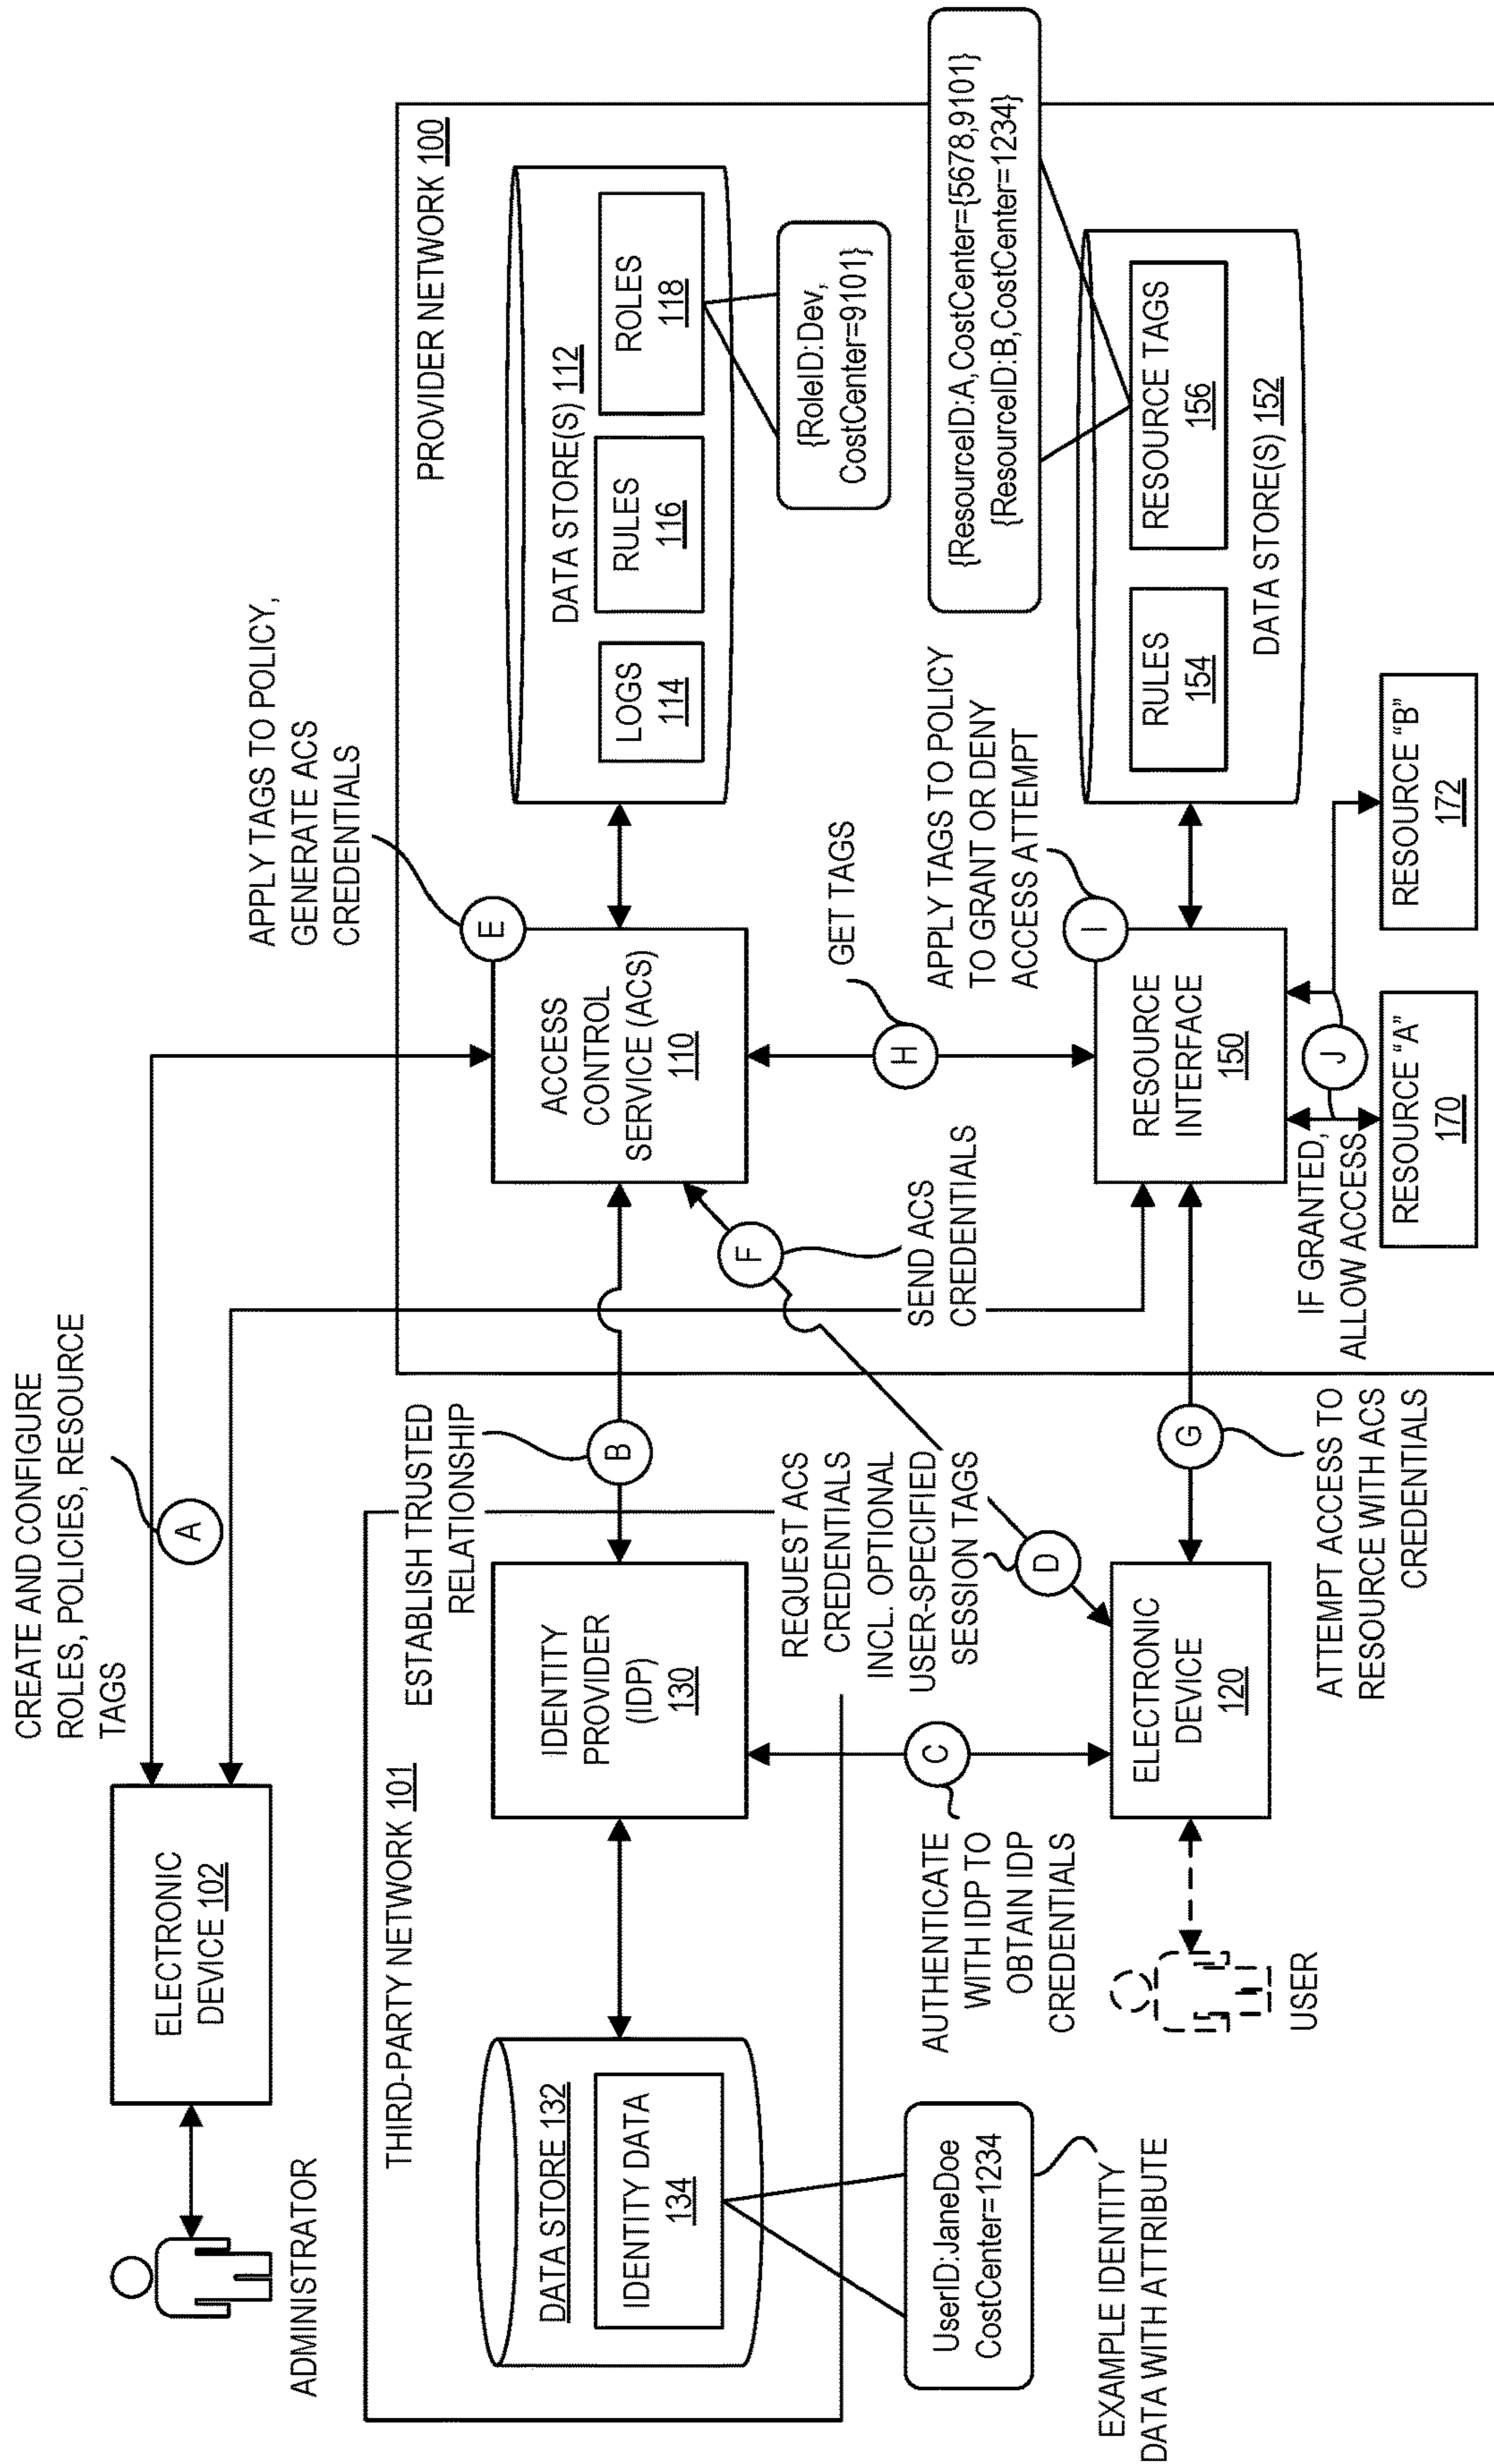 CREATE AND CONFIGURE
ROLES, POLICIES, RESOURCE
TAGS
A
ADMINISTRATOR
ELECTRONIC
DEVICE 102
THIRD-PARTY NETWORK 101
DATA STORE 132
IDENTITY DATA
134
UserID:JaneDoe
CostCenter=1234
EXAMPLE IDENTITY
DATA WITH ATTRIBUTE
IDENTITY
PROVIDER
(IDP)
130
ESTABLISH TRUSTED
RELATIONSHIP
B
AUTHENTICATE
WITH IDP TO
OBTAIN IDP
CREDENTIALS
C
USER
ELECTRONIC
DEVICE
120
REQUEST ACS
CREDENTIALS
INCL. OPTIONAL
USER-SPECIFIED
SESSION TAGS
D
PROVIDER NETWORK 100
APPLY TAGS TO POLICY,
GENERATE ACS
CREDENTIALS
E
ACCESS
CONTROL
SERVICE (ACS)
110
DATA STORE(S) 112
LOGS
114
RULES
116
ROLES
118
{RoleID:Dev,
CostCenter=9101}
F
SEND ACS
CREDENTIALS
G
ATTEMPT ACCESS TO
RESOURCE WITH ACS
CREDENTIALS
H
GET TAGS
I
APPLY TAGS TO POLICY
TO GRANT OR DENY
ACCESS ATTEMPT
RESOURCE
INTERFACE
150
{ResourceID:A,CostCenter={5678,9101}
{ResourceID:B,CostCenter=1234}
RULES
154
RESOURCE TAGS
156
DATA STORE(S) 152
IF GRANTED,
ALLOW ACCESS
J
RESOURCE "A"
170
RESOURCE "B"
172